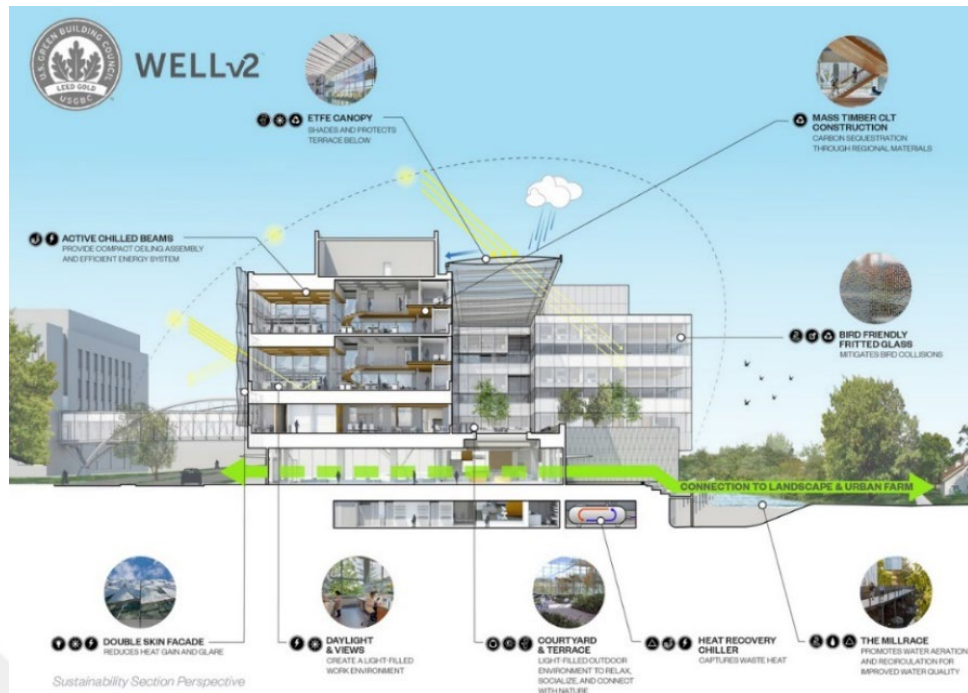 U.S. GREEN BUILDING COUNCIL
LEED GOLD
USGBC
WELLv2
ETFE CANOPY
SHADES AND PROTECTS
TERRACE BELOW
MASS TIMBER CLT
CONSTRUCTION
CARBON SEQUESTRATION
THROUGH REGIONAL MATERIALS
ACTIVE CHILLED BEAMS
PROVIDE COMPACT CEILING ASSEMBLY
AND EFFICIENT ENERGY SYSTEM
BIRD FRIENDLY
FRITTED GLASS
MITIGATES BIRD COLLISIONS
CONNECTION TO LANDSCAPE & URBAN FARM
DOUBLE SKIN FACADE
REDUCES HEAT GAIN AND GLARE
DAYLIGHT
& VIEWS
CREATE A LIGHT-FILLED
WORK ENVIRONMENT
COURTYARD
& TERRACE
LIGHT-FILLED OUTDOOR
ENVIRONMENT TO RELAX,
SOCIALIZE, AND CONNECT
WITH NATURE
HEAT RECOVERY
CHILLER
CAPTURES WASTE HEAT
THE MILLRACE
PROMOTES WATER AERATION
AND RECIRCULATION FOR
IMPROVED WATER QUALITY
Sustainability Section Perspective